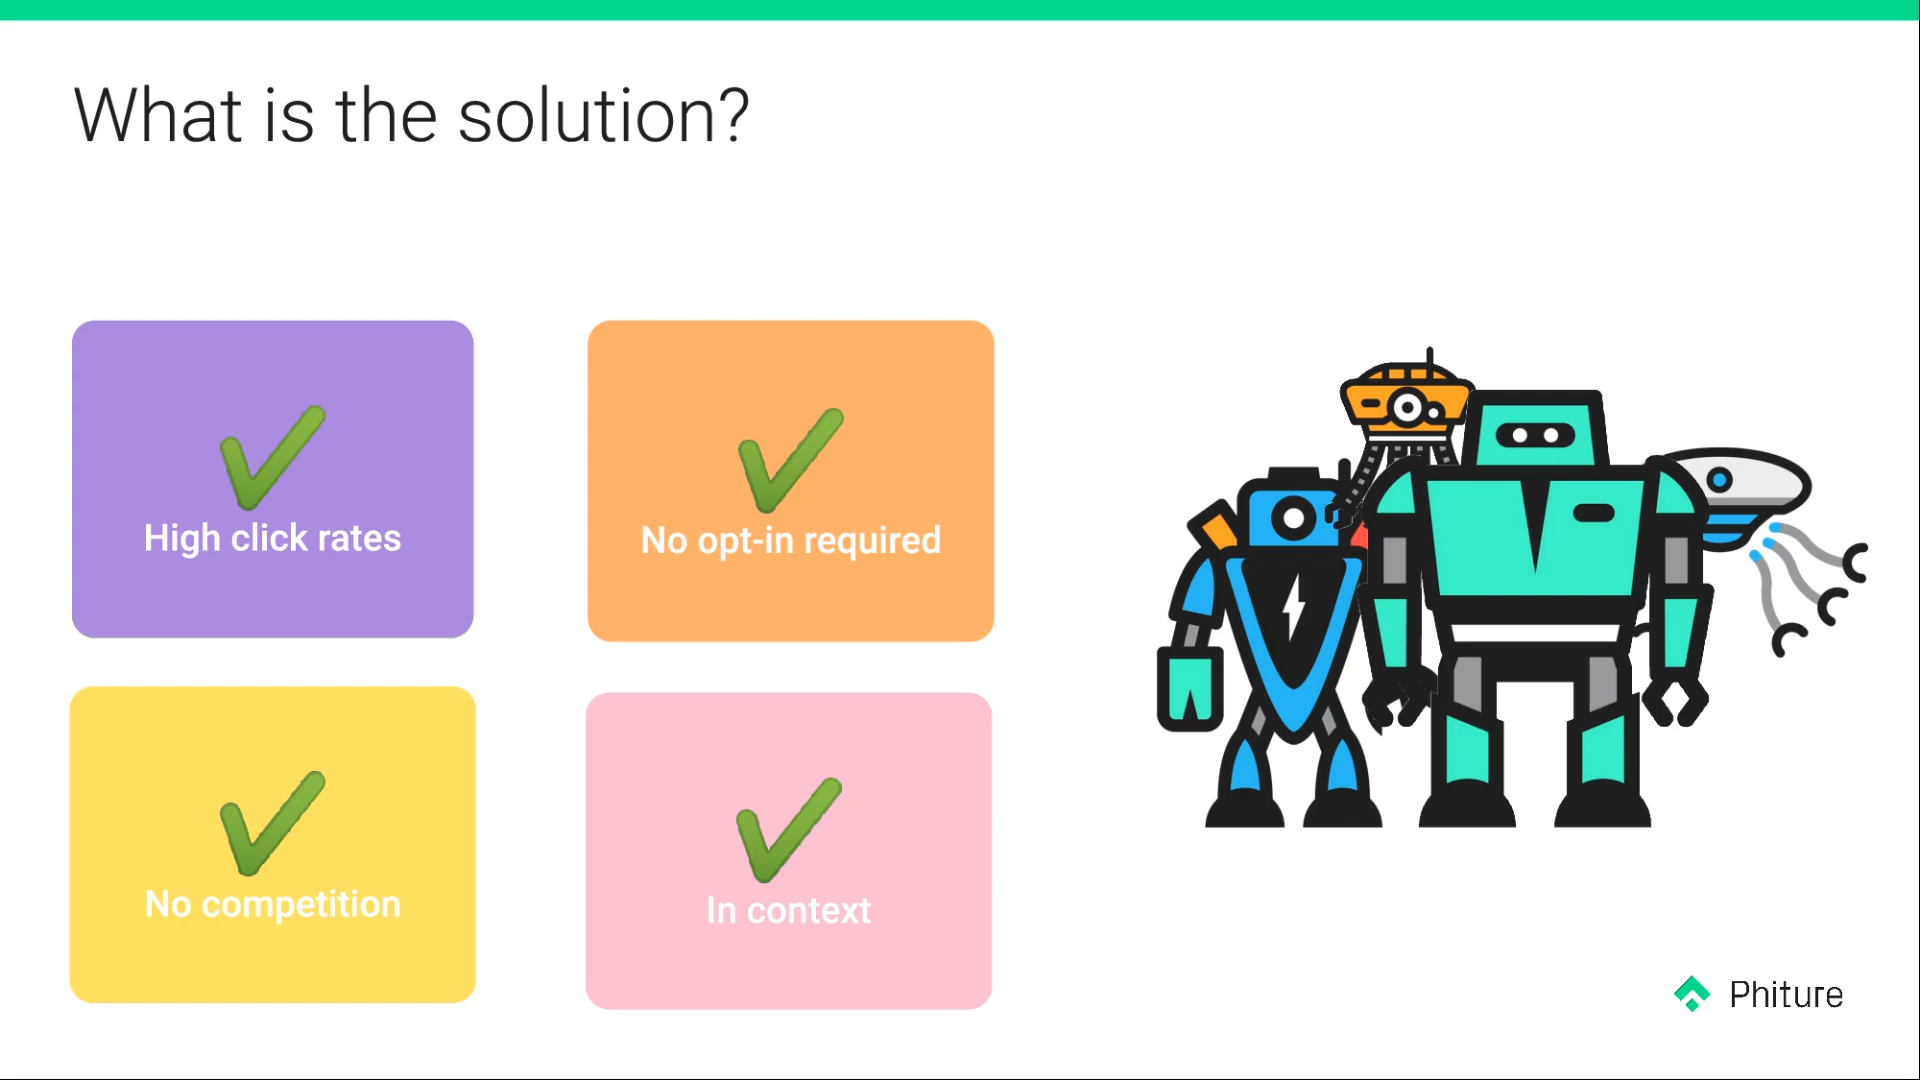 What is the solution?
High click rates
No opt-in required
No competition
In context
Phiture